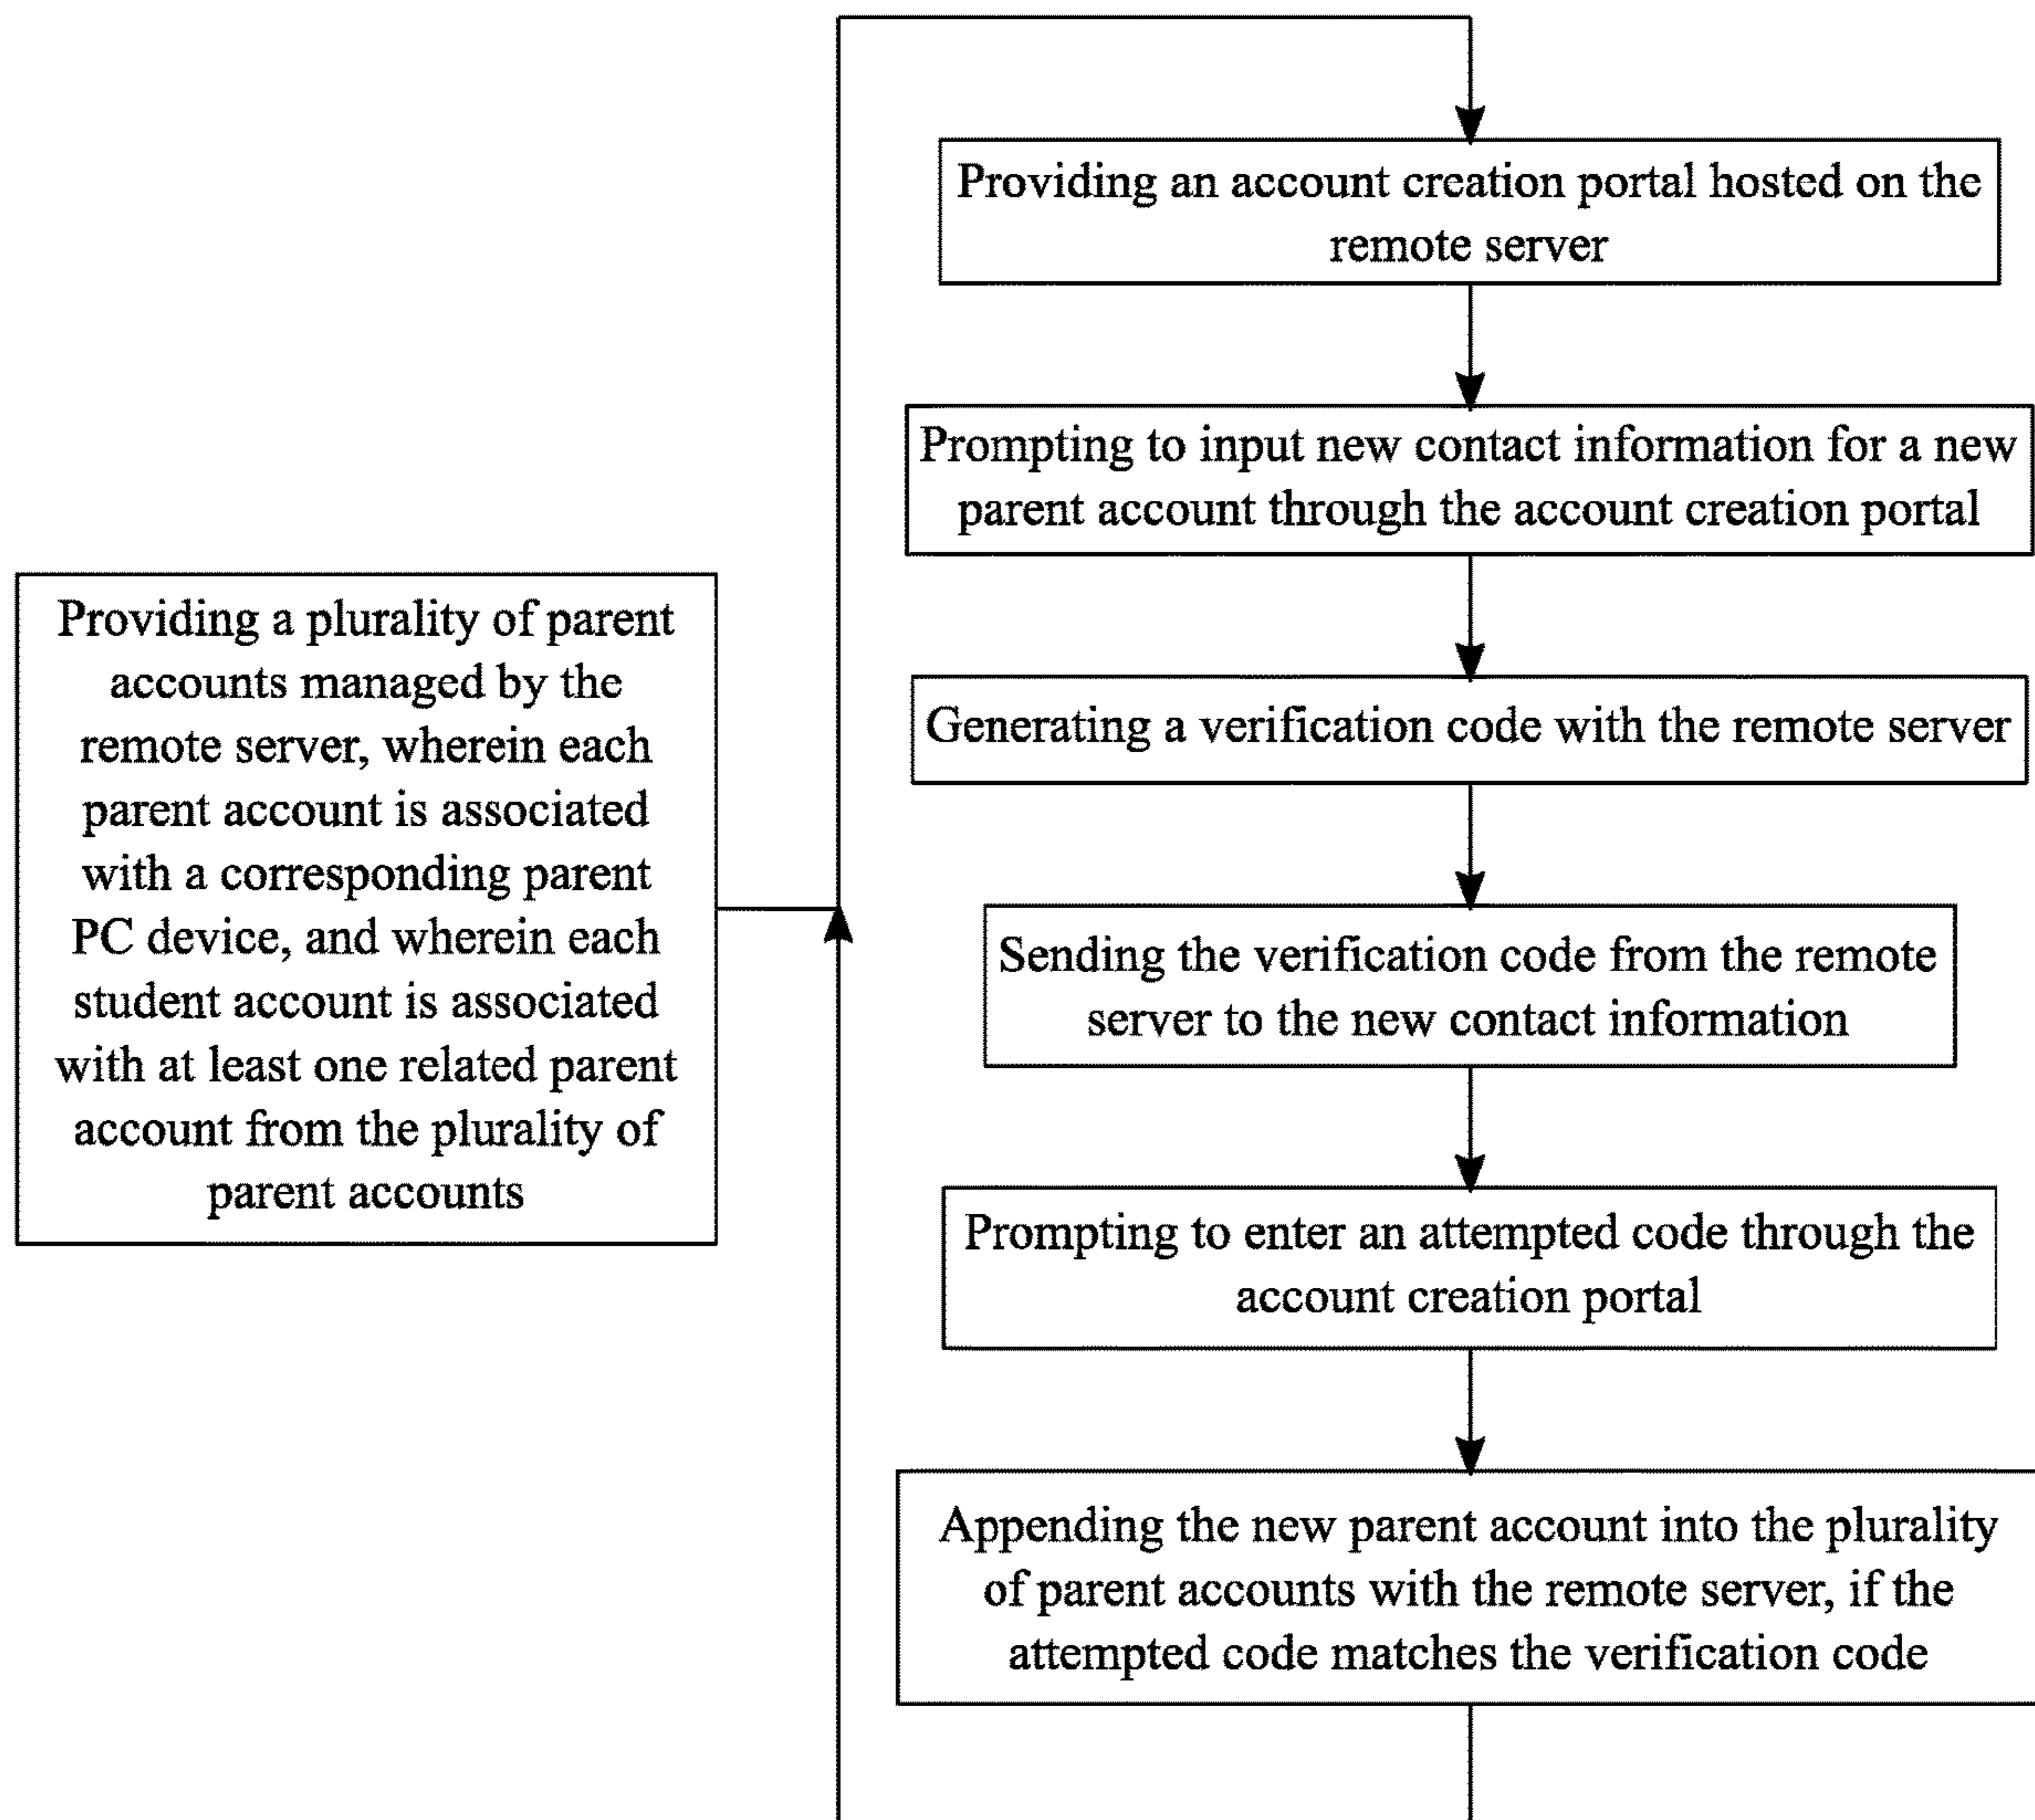 Providing a plurality of parent
accounts managed by the
remote server, wherein each
parent account is associated
with a corresponding parent
PC device, and wherein each
student account is associated
with at least one related parent
account from the plurality of
parent accounts
Providing an account creation portal hosted on the
remote server
Prompting to input new contact information for a new
parent account through the account creation portal
Generating a verification code with the remote server
Sending the verification code from the remote
server to the new contact information
Prompting to enter an attempted code through the
account creation portal
Appending the new parent account into the plurality
of parent accounts with the remote server, if the
attempted code matches the verification code